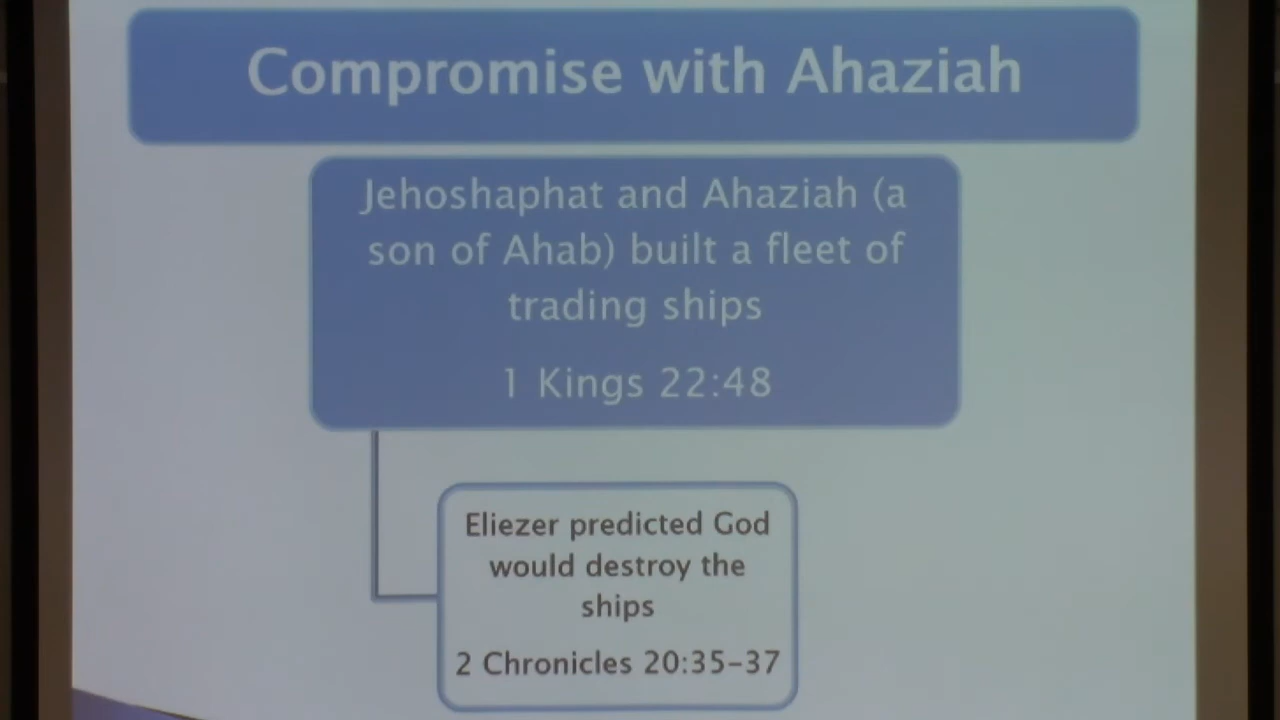 Compromise with Ahaziah
Jehoshaphat and Ahaziah (a
son of Ahab) built a fleet of
trading ships
1 Kings 22:48
Eliezer predicted God
would destroy the
ships
2 Chronicles 20:35-37